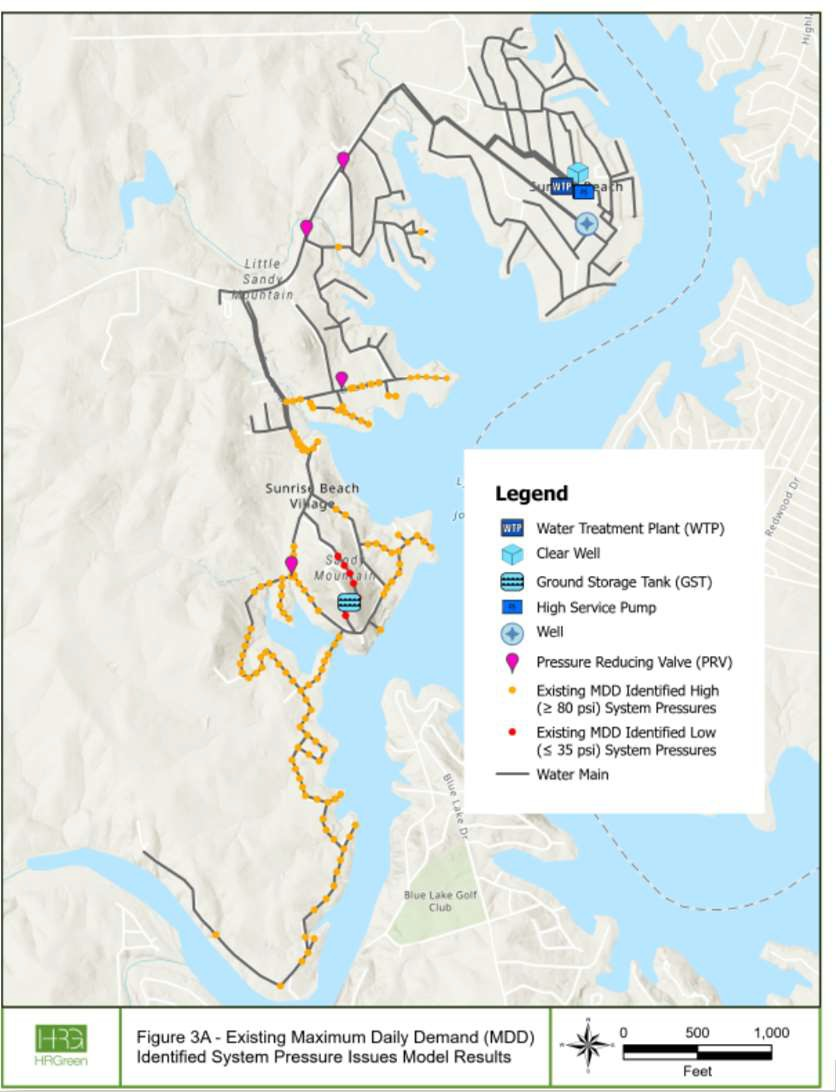 Highl
WTP
Sun
Beach
Little
Sandy
Mountain
Sunrise Beach
Village
Sandy
Mountain
L
Jo
Redwood Dr
Blue Lake Dr
Blue Lake Golf
Club
Legend
WTP Water Treatment Plant (WTP)
Clear Well
Ground Storage Tank (GST)
High Service Pump
Well
Pressure Reducing Valve (PRV)
Existing MDD Identified High
(≥ 80 psi) System Pressures
Existing MDD Identified Low
(≤ 35 psi) System Pressures
Water Main
HRG
HRGreen
Figure 3A - Existing Maximum Daily Demand (MDD)
Identified System Pressure Issues Model Results
0 500 1,000
Feet